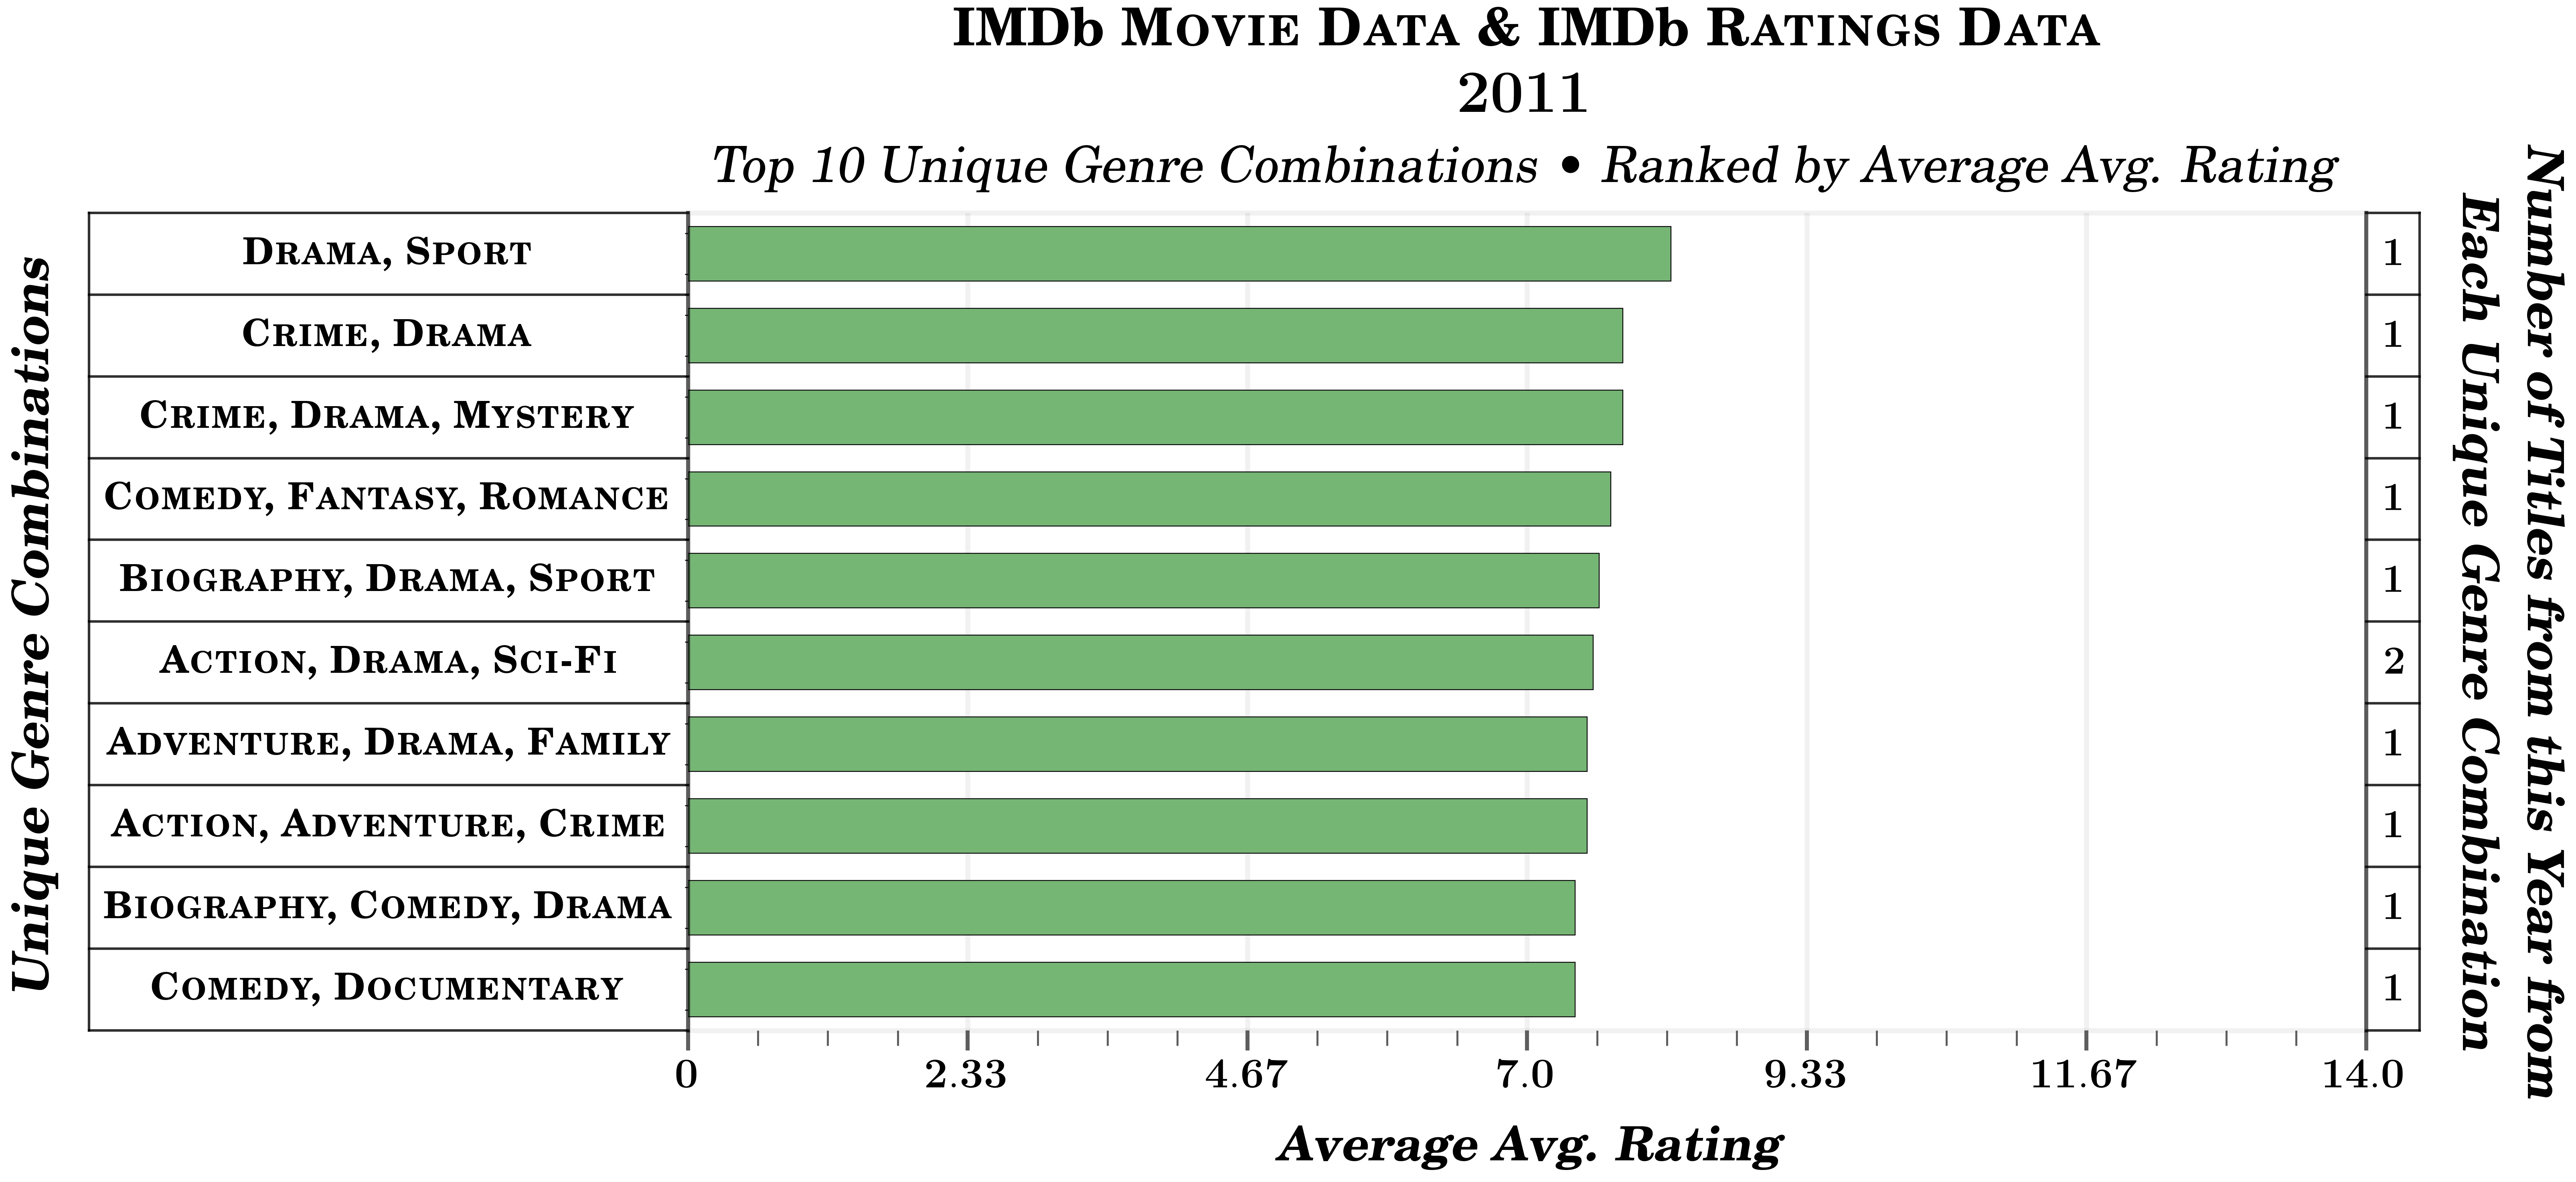 IMDb Movie Data & IMDb Ratings Data
2011
Top 10 Unique Genre Combinations • Ranked by Average Avg. Rating
Unique Genre Combinations
Drama, Sport
1
Crime, Drama
1
Crime, Drama, Mystery
1
Comedy, Fantasy, Romance
1
Biography, Drama, Sport
1
Action, Drama, Sci-Fi
2
Adventure, Drama, Family
1
Action, Adventure, Crime
1
Biography, Comedy, Drama
1
Comedy, Documentary
1
Number of Titles from this Year from
Each Unique Genre Combination
0 2.33 4.67 7.0 9.33 11.67 14.0
Average Avg. Rating